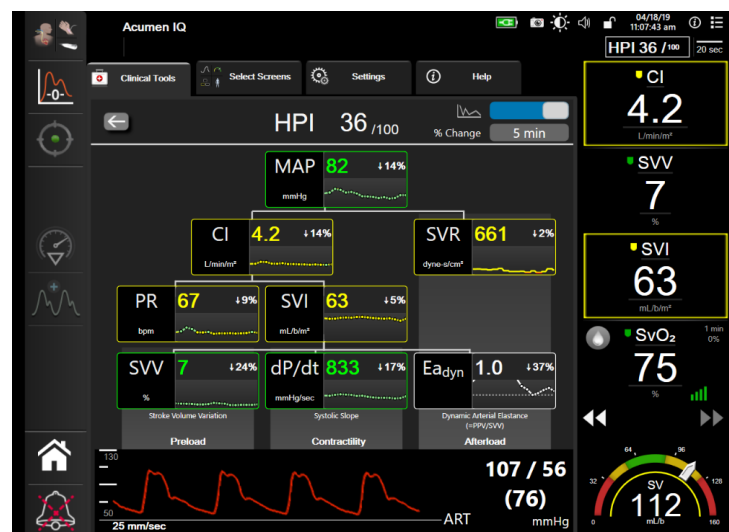 Acumen IQ
04/18/19
11:07:43 am
HPI 36 /100
20 sec
-0-
Clinical Tools
Select Screens
Settings
Help
HPI 36 /100
% Change
5 min
MAP 82 ↓14%
mmHg
CI 4.2 ↓14%
L/min/m²
SVR 661 ↓2%
dyne-s/cm⁵
PR 67 ↓9%
bpm
SVI 63 ↓5%
mL/b/m²
SVV 7 ↓24%
%
dP/dt 833 ↓17%
mmHg/sec
Eadyn 1.0 ↓37%
Stroke Volume Variation
Systolic Slope
Dynamic Arterial Elastance
(=PPV/SVV)
Preload
Contractility
Afterload
130
50
25 mm/sec
107 / 56
(76)
ART
mmHg
CI
4.2
L/min/m²
SVV
7
%
SVI
63
mL/b/m²
SvO₂
1 min
0%
75
%
64
96
32
128
SV
112
0
mL/b
160